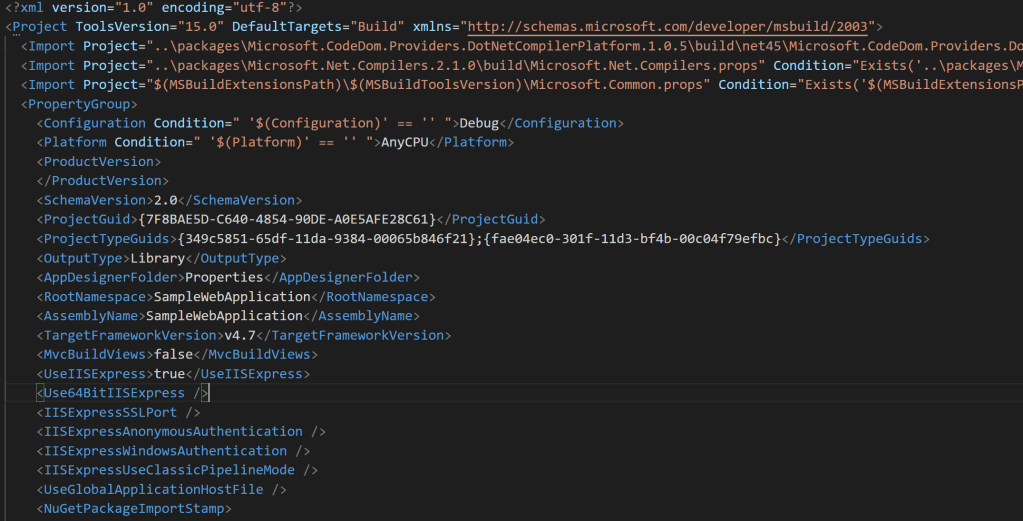 <?xml version="1.0" encoding="utf-8"?>
<Project ToolsVersion="15.0" DefaultTargets="Build" xmlns="http://schemas.microsoft.com/developer/msbuild/2003">
<Import Project="..\packages\Microsoft.CodeDom.Providers.DotNetCompilerPlatform.1.0.5\build\net45\Microsoft.CodeDom.Providers.Do
<Import Project="..\packages\Microsoft.Net.Compilers.2.1.0\build\Microsoft.Net.Compilers.props" Condition="Exists('..\packages\M
<Import Project="$(MSBuildExtensionsPath)\$(MSBuildToolsVersion)\Microsoft.Common.props" Condition="Exists('$(MSBuildExtensionsP
<PropertyGroup>
<Configuration Condition=" '$(Configuration)' == '' ">Debug</Configuration>
<Platform Condition=" '$(Platform)' == '' ">AnyCPU</Platform>
<ProductVersion>
</ProductVersion>
<SchemaVersion>2.0</SchemaVersion>
<ProjectGuid>{7F8BAE5D-C640-4854-90DE-A0E5AFE28C61}</ProjectGuid>
<ProjectTypeGuids>{349c5851-65df-11da-9384-00065b846f21};{fae04ec0-301f-11d3-bf4b-00c04f79efbc}</ProjectTypeGuids>
<OutputType>Library</OutputType>
<AppDesignerFolder>Properties</AppDesignerFolder>
<RootNamespace>SampleWebApplication</RootNamespace>
<AssemblyName>SampleWebApplication</AssemblyName>
<TargetFrameworkVersion>v4.7</TargetFrameworkVersion>
<MvcBuildViews>false</MvcBuildViews>
<UseIISExpress>true</UseIISExpress>
<Use64BitIISExpress />
<IISExpressSSLPort />
<IISExpressAnonymousAuthentication />
<IISExpressWindowsAuthentication />
<IISExpressUseClassicPipelineMode />
<UseGlobalApplicationHostFile />
<NuGetPackageImportStamp>